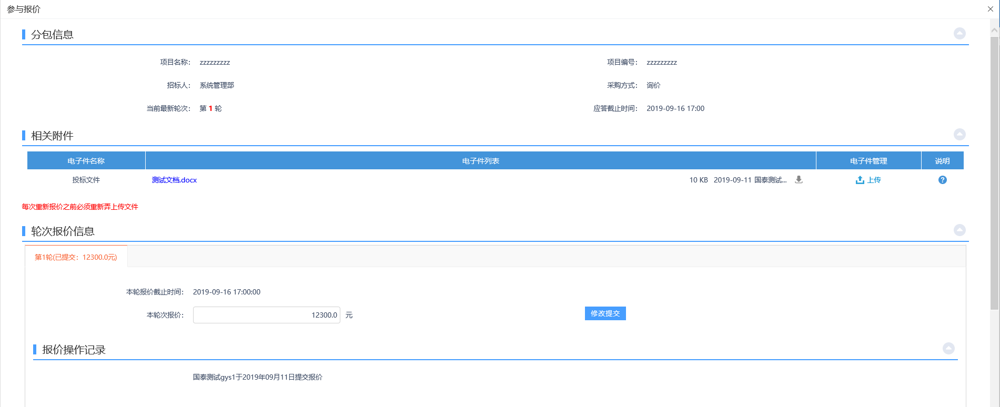 参与报价
分包信息
项目名称： zzzzzzzzz 项目编号： zzzzzzzzz
招标人： 系统管理部 采购方式： 询价
当前最新轮次： 第 1 轮 应答截止时间： 2019-09-16 17:00
相关附件
电子件名称 电子件列表 电子件管理 说明
投标文件 测试文档.docx 10 KB 2019-09-11 国泰测试... 上传
每次重新报价之前必须重新弄上传文件
轮次报价信息
第1轮(已提交：12300.0元)
本轮报价截止时间： 2019-09-16 17:00:00
本轮次报价： 12300.0 元 修改提交
报价操作记录
国泰测试gys1于2019年09月11日提交报价